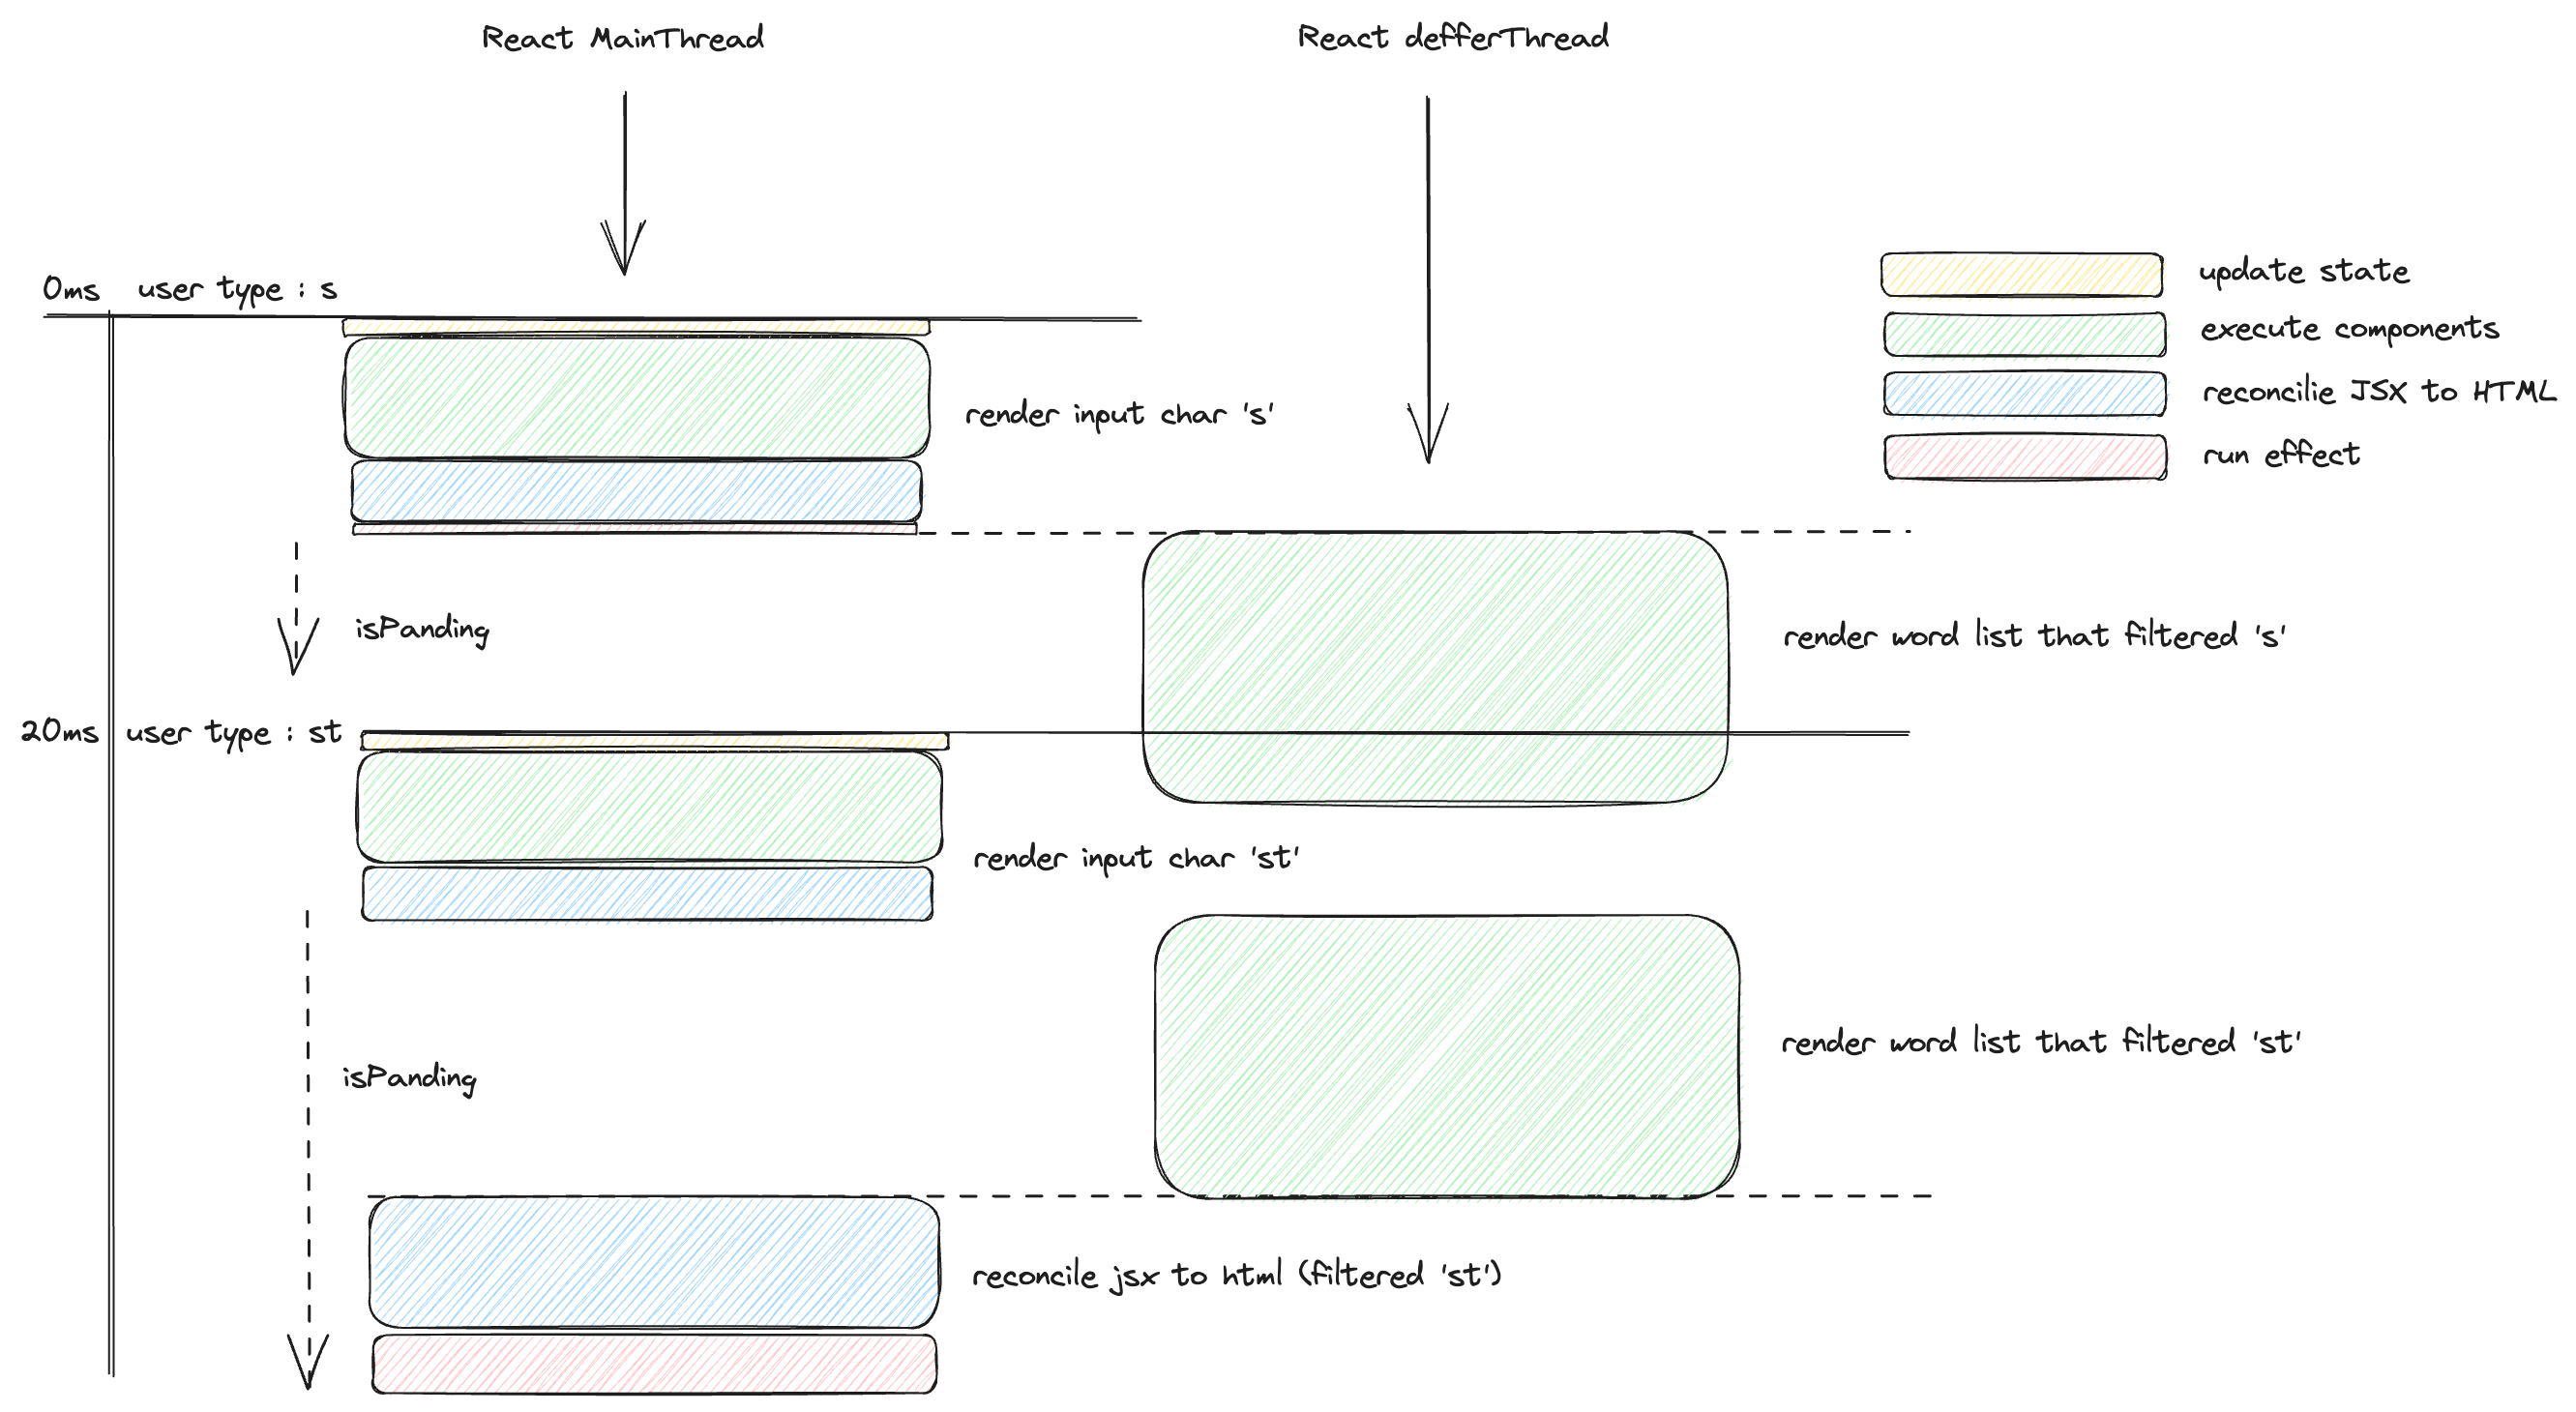 React MainThread
React defferThread
0ms
user type : s
update state
execute components
reconcilie JSX to HTML
run effect
render input char 's'
isPanding
render word list that filtered 's'
20ms
user type : st
render input char 'st'
isPanding
render word list that filtered 'st'
reconcile jsx to html (filtered 'st')